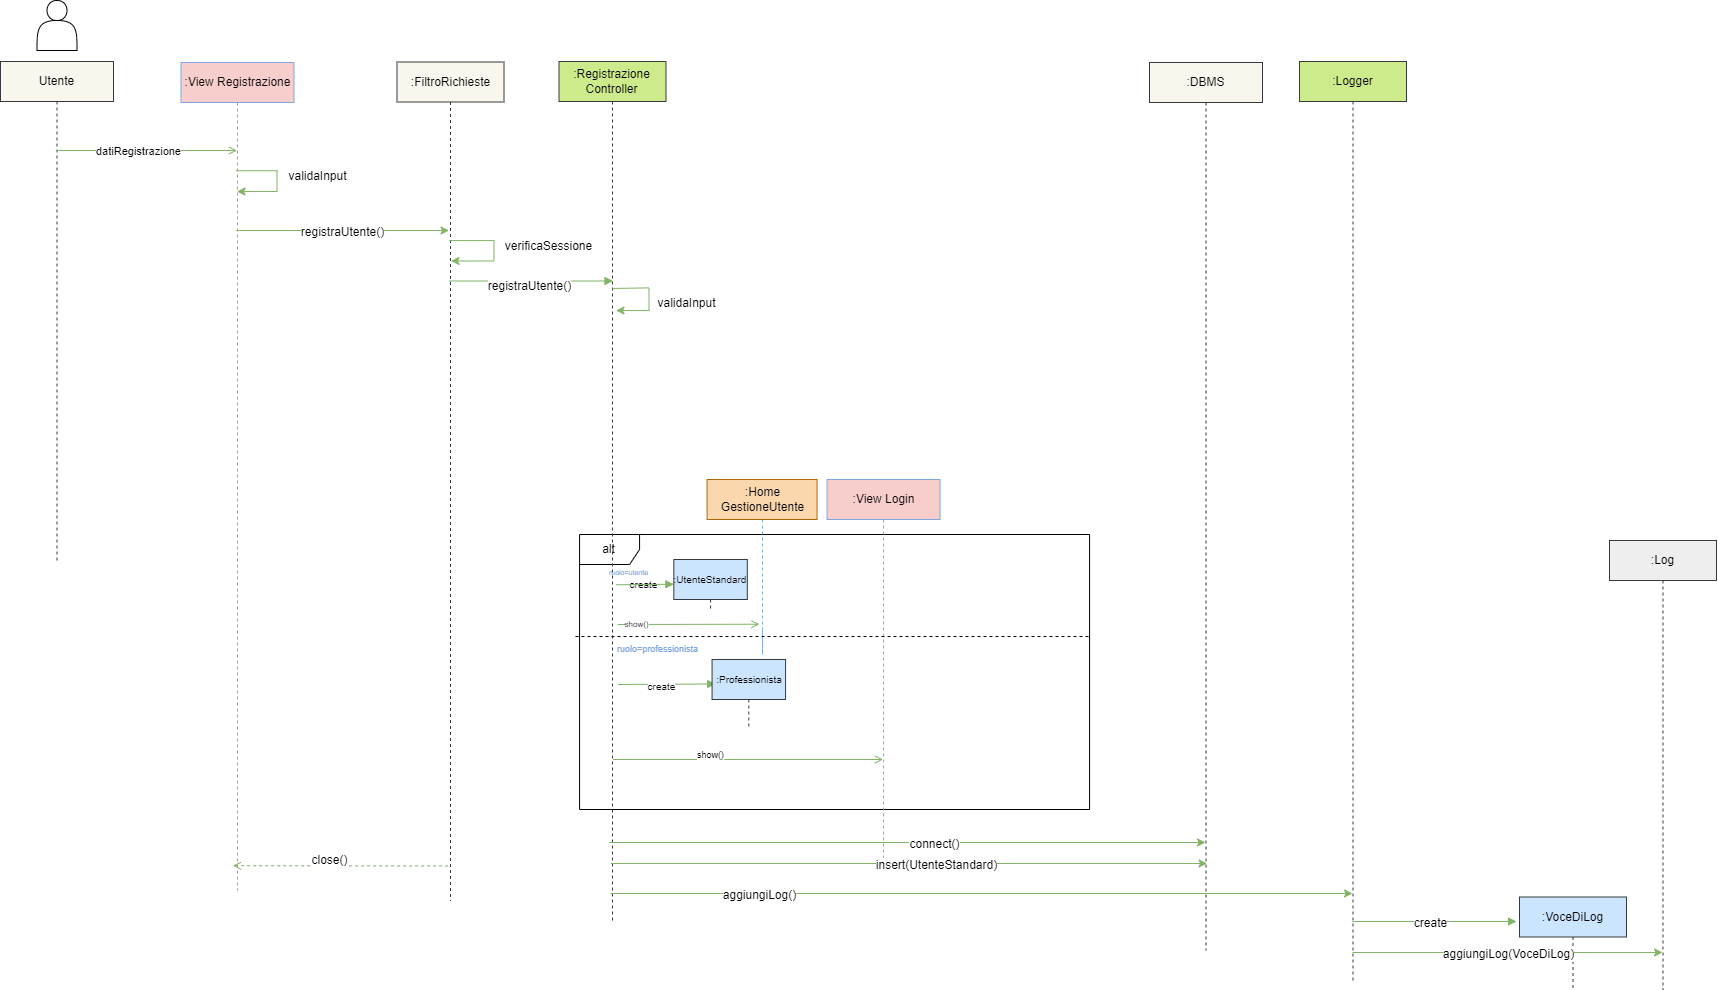 Utente
:View Registrazione
:FiltroRichieste
:Registrazione
Controller
:DBMS
:Logger
datiRegistrazione
validaInput
registraUtente()
verificaSessione
registraUtente()
validaInput
:Home
GestioneUtente
:View Login
alt
:Log
ruolo=utente
create
:UtenteStandard
show()
ruolo=professionista
create
:Professionista
show()
connect()
close()
insert(UtenteStandard)
aggiungiLog()
:VoceDiLog
create
aggiungiLog(VoceDiLog)